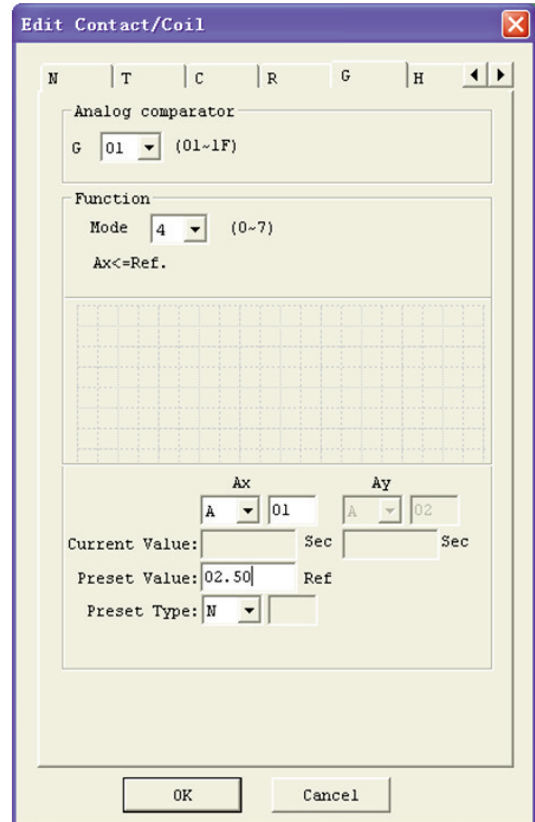 Edit Contact/Coil
N T C R G H
Analog comparator
G 01 (01~1F)
Function
Mode 4 (0~7)
Ax<=Ref.
Ax Ay
A 01 A 02
Current Value: Sec Sec
Preset Value: 02.50 Ref
Preset Type: N
OK Cancel